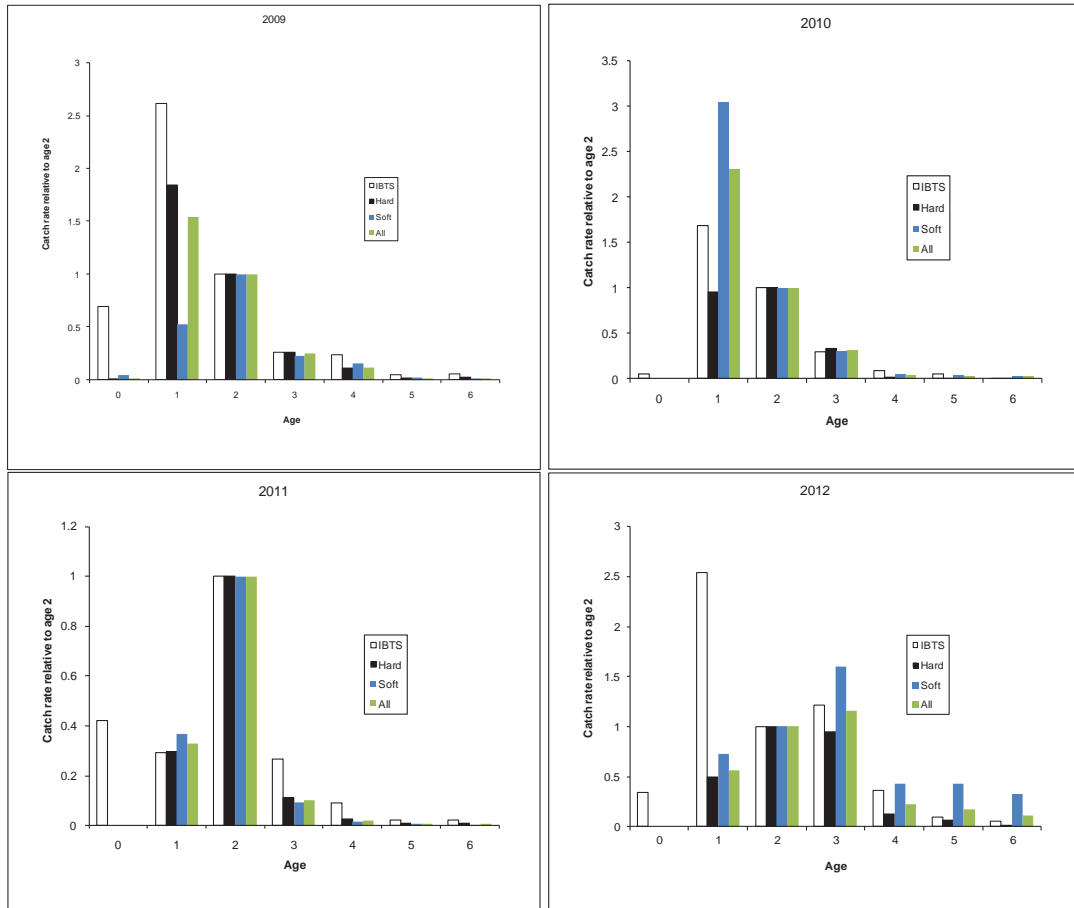 2009
Catch rate relative to age 2
3
2.5
2
1.5
1
0.5
0
0 1 2 3 4 5 6
Age
IBTS
Hard
Soft
All
2010
Catch rate relative to age 2
3.5
3
2.5
2
1.5
1
0.5
0
0 1 2 3 4 5 6
Age
IBTS
Hard
Soft
All
2011
Catch rate relative to age 2
1.2
1
0.8
0.6
0.4
0.2
0
0 1 2 3 4 5 6
Age
IBTS
Hard
Soft
All
2012
Catch rate relative to age 2
3
2.5
2
1.5
1
0.5
0
0 1 2 3 4 5 6
Age
IBTS
Hard
Soft
All